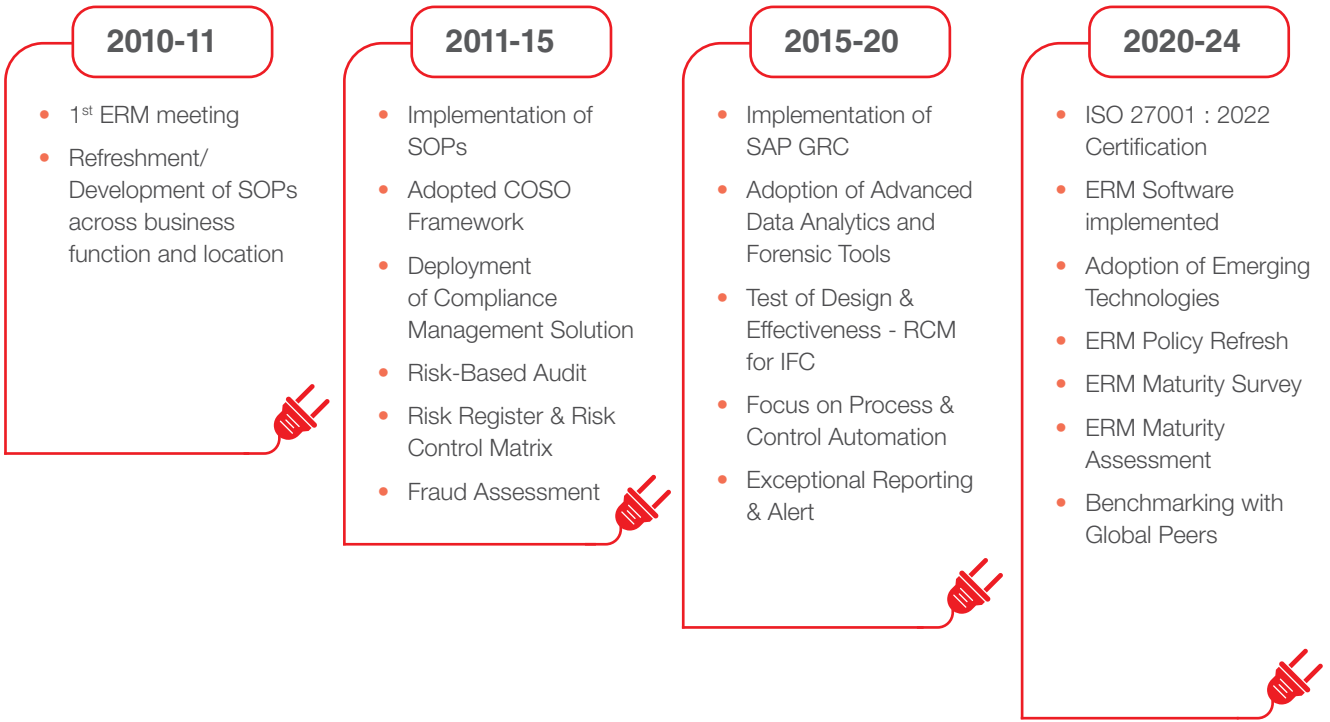 2010-11
1st ERM meeting
Refreshment/
Development of SOPs
across business
function and location
2011-15
Implementation of
SOPs
Adopted COSO
Framework
Deployment
of Compliance
Management Solution
Risk-Based Audit
Risk Register & Risk
Control Matrix
Fraud Assessment
2015-20
Implementation of
SAP GRC
Adoption of Advanced
Data Analytics and
Forensic Tools
Test of Design &
Effectiveness - RCM
for IFC
Focus on Process &
Control Automation
Exceptional Reporting
& Alert
2020-24
ISO 27001 : 2022
Certification
ERM Software
implemented
Adoption of Emerging
Technologies
ERM Policy Refresh
ERM Maturity Survey
ERM Maturity
Assessment
Benchmarking with
Global Peers